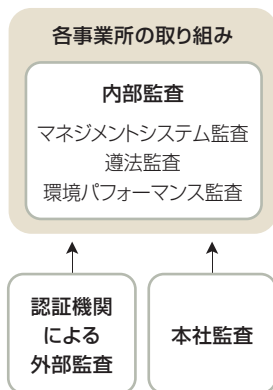 各事業所の取り組み
内部監査
マネジメントシステム監査
遵法監査
環境パフォーマンス監査
認証機関
による
外部監査
本社監査